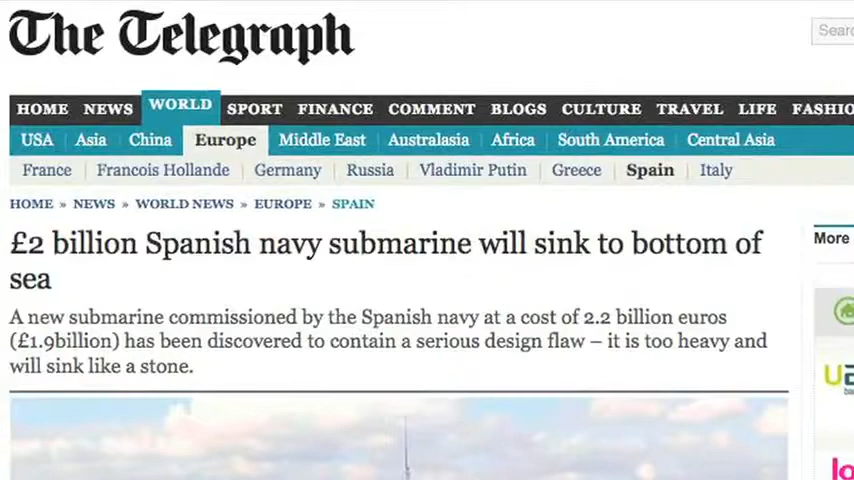 The Telegraph
Sear
HOME NEWS WORLD SPORT FINANCE COMMENT BLOGS CULTURE TRAVEL LIFE FASHIO
USA Asia China Europe Middle East Australasia Africa South America Central Asia
France Francois Hollande Germany Russia Vladimir Putin Greece Spain Italy
HOME » NEWS » WORLD NEWS » EUROPE » SPAIN
£2 billion Spanish navy submarine will sink to bottom of
sea
More
A new submarine commissioned by the Spanish navy at a cost of 2.2 billion euros
(£1.9billion) has been discovered to contain a serious design flaw – it is too heavy and
will sink like a stone.